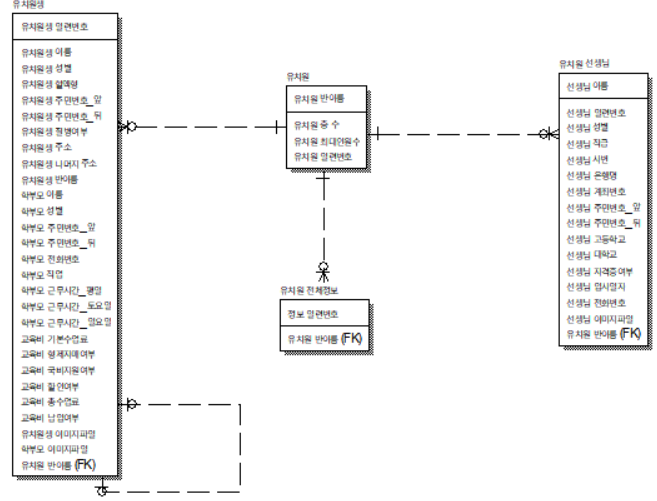 유치원생
유치원생 일련번호
유치원생 이름
유치원생 성별
유치원생 혈액형
유치원생 주민번호_앞
유치원생 주민번호_뒤
유치원생 질병여부
유치원생 주소
유치원생 나머지 주소
유치원생 반이름
학부모 이름
학부모 성별
학부모 주민번호_앞
학부모 주민번호_뒤
학부모 전화번호
학부모 직업
학부모 근무시간_평일
학부모 근무시간_토요일
학부모 근무시간_일요일
교육비 기본수업료
교육비 형제자매여부
교육비 국비지원여부
교육비 할인여부
교육비 총수업료
교육비 납입여부
유치원생 이미지파일
학부모 이미지파일
유치원 반이름 (FK)
유치원
유치원 반이름
유치원 층 수
유치원 최대인원수
유치원 일련번호
유치원 전체정보
정보 일련번호
유치원 반이름 (FK)
유치원 선생님
선생님 이름
선생님 일련번호
선생님 성별
선생님 직급
선생님 사번
선생님 은행명
선생님 계좌번호
선생님 주민번호_앞
선생님 주민번호_뒤
선생님 고등학교
선생님 대학교
선생님 자격증여부
선생님 입사일자
선생님 전화번호
선생님 이미지파일
유치원 반이름 (FK)